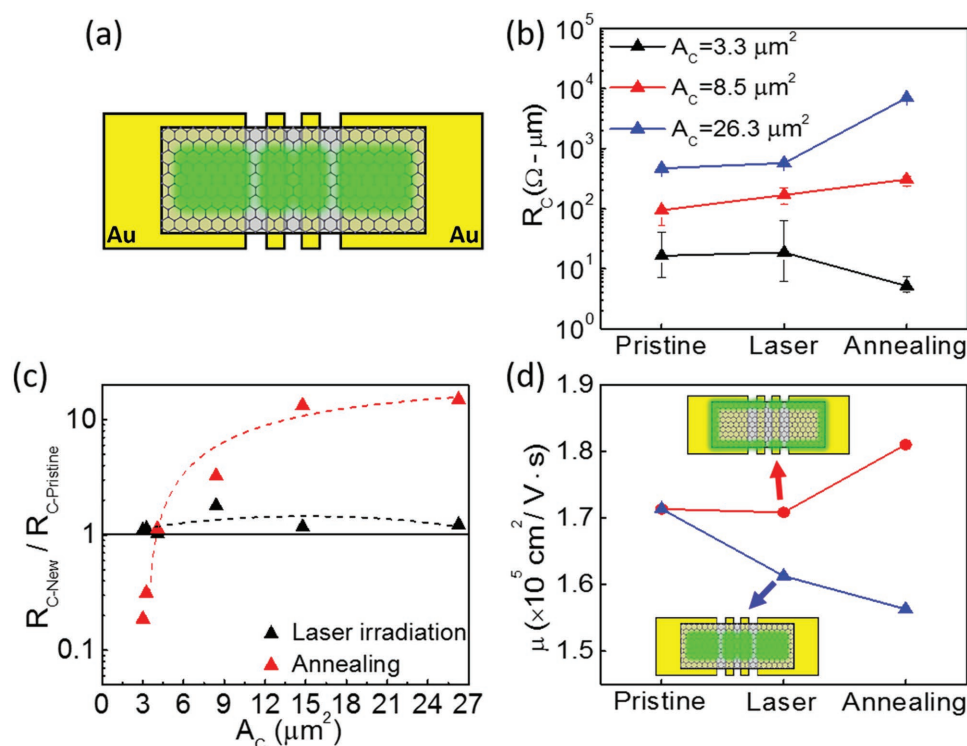 (a)
Au
Au
(b)
R_C (Ω - μm)
10^5
10^4
10^3
10^2
10^1
10^0
A_C=3.3 μm^2
A_C=8.5 μm^2
A_C=26.3 μm^2
Pristine Laser Annealing
(c)
R_C-New / R_C-Pristine
10
1
0.1
Laser irradiation
Annealing
0 3 6 9 12 15 18 21 24 27
A_C (μm^2)
(d)
μ (×10^5 cm^2 / V · s)
1.9
1.8
1.7
1.6
1.5
Pristine Laser Annealing